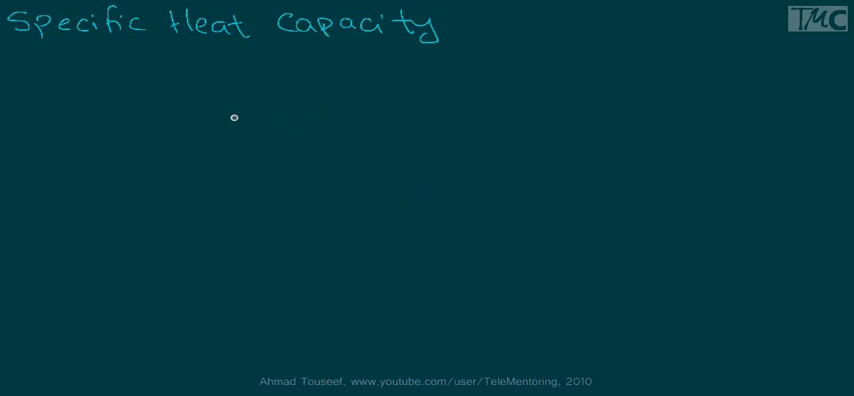 Specific Heat Capacity
TMC
Ahmad Touseef, www.youtube.com/user/TeleMentoring, 2010